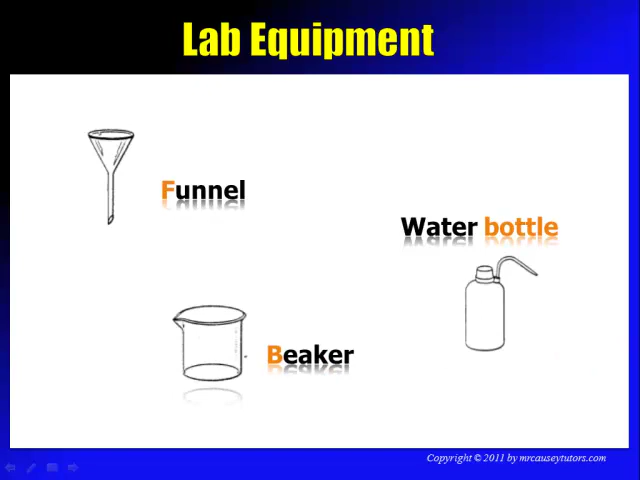 Lab Equipment
Funnel
Water bottle
Beaker
Copyright © 2011 by mrcauseytutors.com